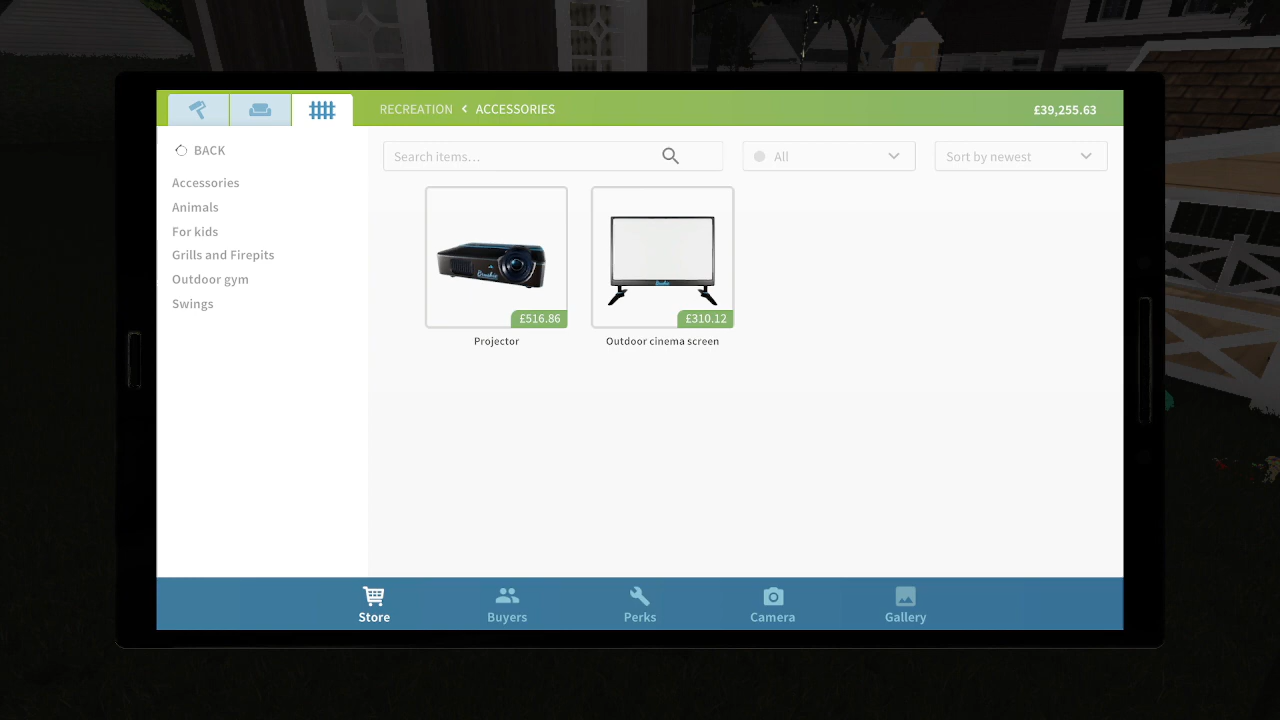 RECREATION < ACCESSORIES
£39,255.63
BACK
Accessories
Animals
For kids
Grills and Firepits
Outdoor gym
Swings
Search items...
All
Sort by newest
£516.86
Projector
£310.12
Outdoor cinema screen
Store
Buyers
Perks
Camera
Gallery